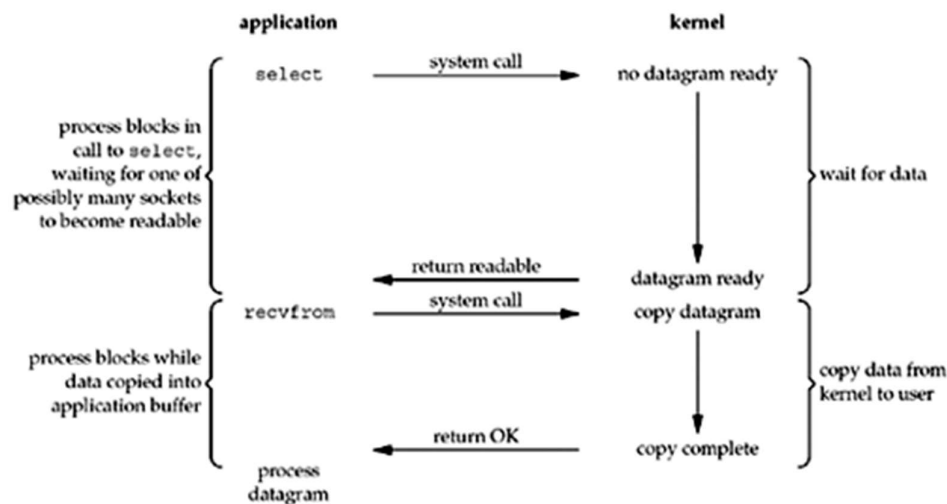 application
kernel
select
system call
no datagram ready
process blocks in
call to select,
waiting for one of
possibly many sockets
to become readable
wait for data
return readable
datagram ready
recvfrom
system call
copy datagram
process blocks while
data copied into
application buffer
copy data from
kernel to user
return OK
copy complete
process
datagram